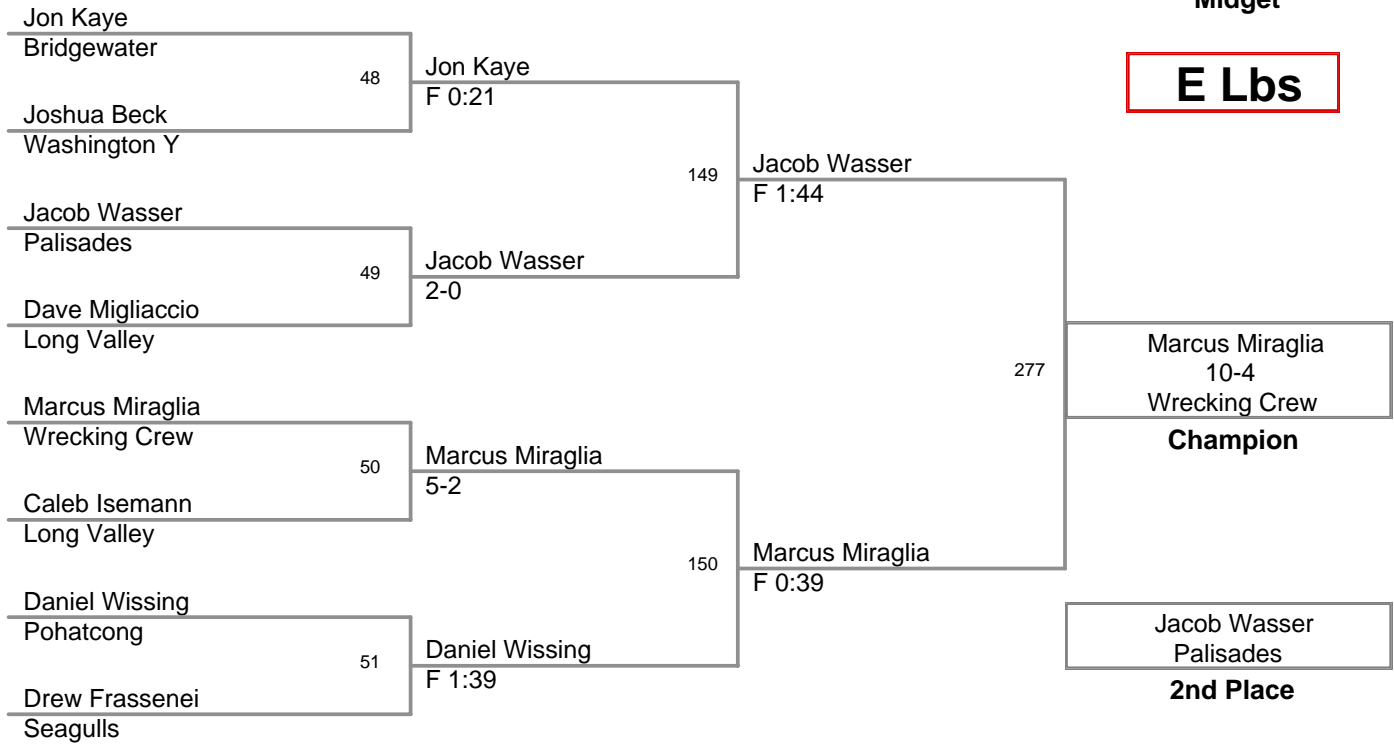 Midget
E Lbs
Jon Kaye
Bridgewater
48
Joshua Beck
Washington Y
Jon Kaye
F 0:21
Jacob Wasser
Palisades
49
Dave Migliaccio
Long Valley
Jacob Wasser
2-0
149
Jacob Wasser
F 1:44
Marcus Miraglia
Wrecking Crew
50
Caleb Isemann
Long Valley
Marcus Miraglia
5-2
Daniel Wissing
Pohatcong
51
Drew Frassenei
Seagulls
Daniel Wissing
F 1:39
150
Marcus Miraglia
F 0:39
277
Marcus Miraglia
10-4
Wrecking Crew
Champion
Jacob Wasser
Palisades
2nd Place